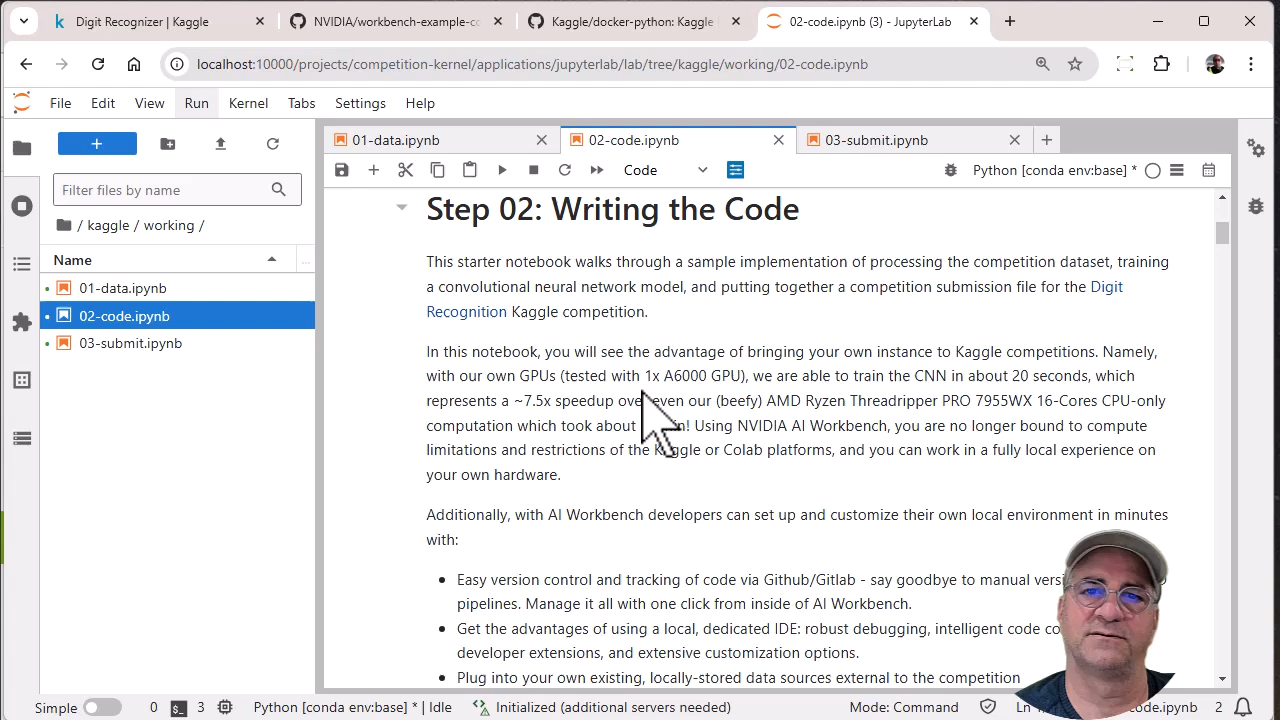 Digit Recognizer | Kaggle
NVIDIA/workbench-example-co
Kaggle/docker-python: Kaggle
02-code.ipynb (3) - JupyterLab
localhost:10000/projects/competition-kernel/applications/jupyterlab/lab/tree/kaggle/working/02-code.ipynb
File Edit View Run Kernel Tabs Settings Help
01-data.ipynb
02-code.ipynb
03-submit.ipynb
Code
Python [conda env:base] *
Filter files by name
/ kaggle / working /
Name
01-data.ipynb
02-code.ipynb
03-submit.ipynb
Step 02: Writing the Code
This starter notebook walks through a sample implementation of processing the competition dataset, training
a convolutional neural network model, and putting together a competition submission file for the Digit
Recognition Kaggle competition.
In this notebook, you will see the advantage of bringing your own instance to Kaggle competitions. Namely,
with our own GPUs (tested with 1x A6000 GPU), we are able to train the CNN in about 20 seconds, which
represents a ~7.5x speedup over even our (beefy) AMD Ryzen Threadripper PRO 7955WX 16-Cores CPU-only
computation which took about Using NVIDIA AI Workbench, you are no longer bound to compute
limitations and restrictions of the Kaggle or Colab platforms, and you can work in a fully local experience on
your own hardware.
Additionally, with AI Workbench developers can set up and customize their own local environment in minutes
with:
Easy version control and tracking of code via Github/Gitlab - say goodbye to manual
pipelines. Manage it all with one click from inside of AI Workbench.
Get the advantages of using a local, dedicated IDE: robust debugging, intelligent code
developer extensions, and extensive customization options.
Plug into your own existing, locally-stored data sources external to the competition
Simple 0 3 Python [conda env:base] * | Idle Initialized (additional servers needed) Mode: Command Ln 2